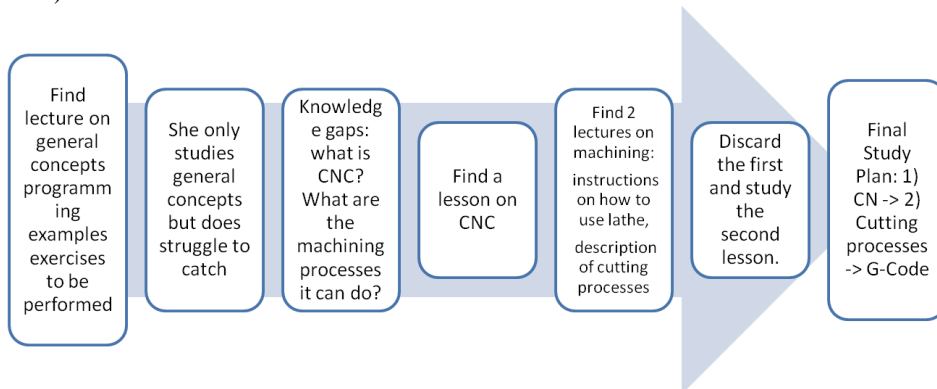 Find
lecture on
general
concepts
programm
ing
examples
exercises
to be
performed
She only
studies
general
concepts
but does
struggle to
catch
Knowledg
e gaps:
what is
CNC?
What are
the
machining
processes
it can do?
Find a
lesson on
CNC
Find 2
lectures on
machining:
instructions
on how to
use lathe,
description
of cutting
processes
Discard
the first
and study
the
second
lesson.
Final
Study
Plan: 1)
CN -> 2)
Cutting
processes
-> G-Code